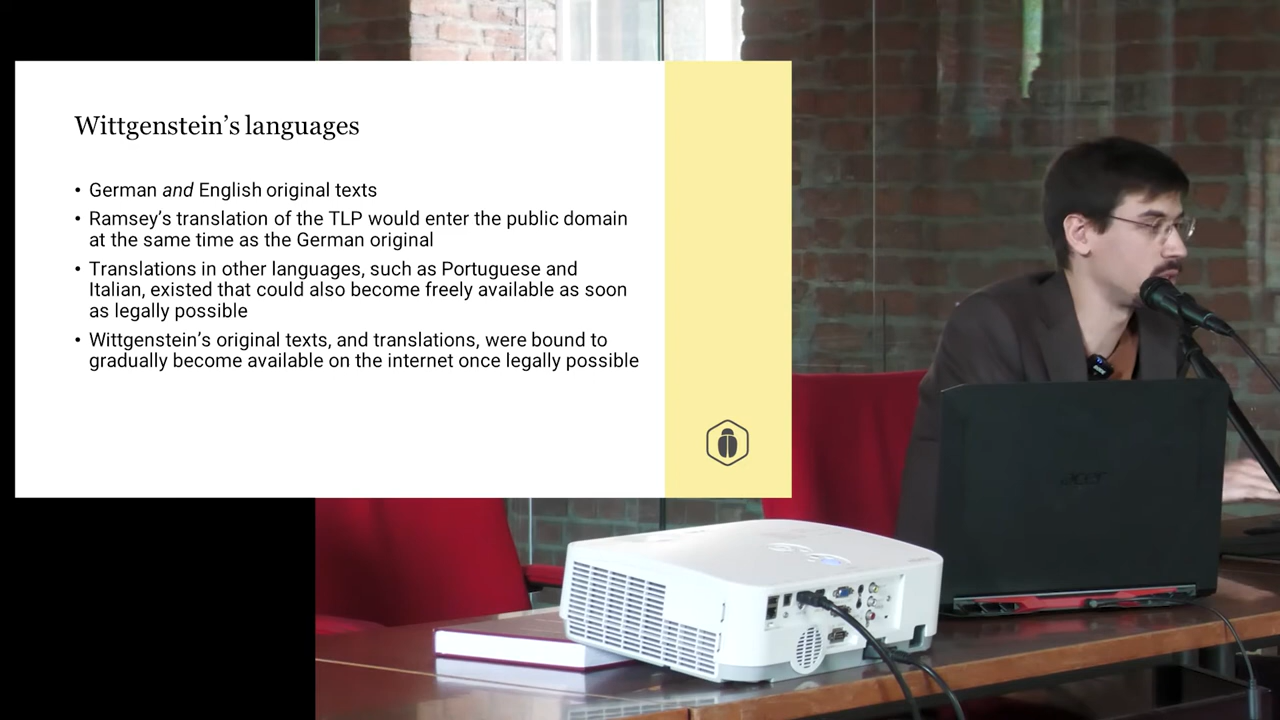 Wittgenstein's languages
• German and English original texts
• Ramsey's translation of the TLP would enter the public domain
at the same time as the German original
• Translations in other languages, such as Portuguese and
Italian, existed that could also become freely available as soon
as legally possible
• Wittgenstein's original texts, and translations, were bound to
gradually become available on the internet once legally possible
acer